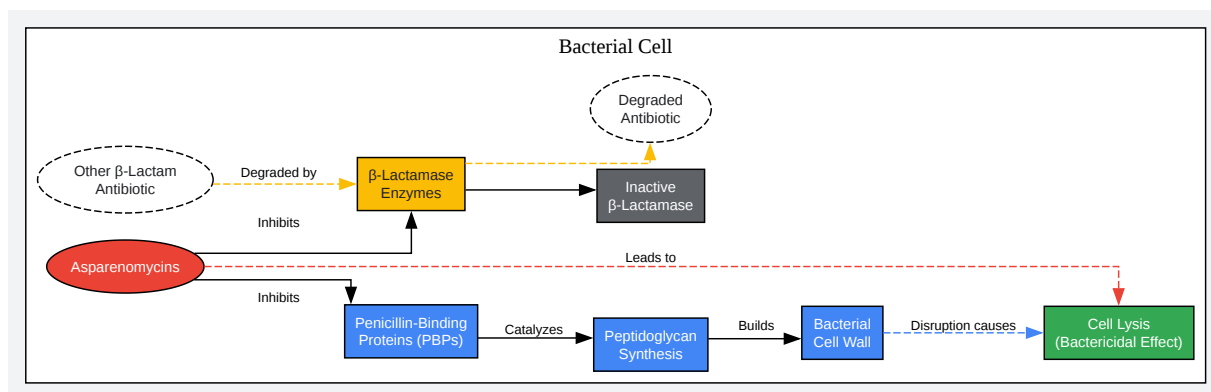 Bacterial Cell
Degraded
Antibiotic
Other β-Lactam
Antibiotic
Degraded by
β-Lactamase
Enzymes
Inactive
β-Lactamase
Inhibits
Asparenomycins
Leads to
Inhibits
Penicillin-Binding
Proteins (PBPs)
Catalyzes
Peptidoglycan
Synthesis
Builds
Bacterial
Cell Wall
Disruption causes
Cell Lysis
(Bactericidal Effect)